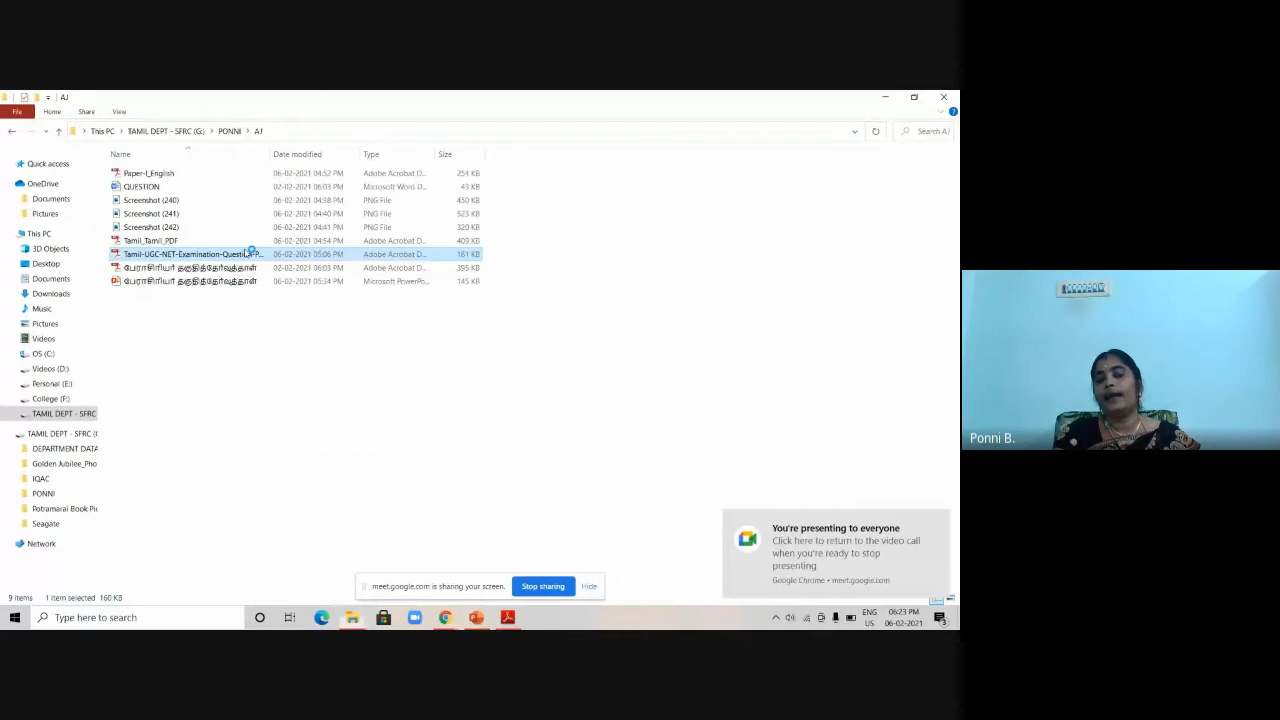 AJ
File Home Share View
This PC TAMIL DEPT - SFRC (G:) PONNI AJ
Search AJ
Name Date modified Type Size
Paper-I_English 06-02-2021 04:52 PM Adobe Acrobat D... 254 KB
QUESTION 02-02-2021 06:03 PM Microsoft Word D... 43 KB
Screenshot (240) 06-02-2021 04:38 PM PNG File 450 KB
Screenshot (241) 06-02-2021 04:40 PM PNG File 523 KB
Screenshot (242) 06-02-2021 04:41 PM PNG File 320 KB
Tamil_Tamil_PDF 06-02-2021 04:54 PM Adobe Acrobat D... 409 KB
Tamil-UGC-NET-Examination-Question-P... 06-02-2021 05:06 PM Adobe Acrobat D... 161 KB
பேராசிரியர் தகுதித்தேர்வுத்தாள் 02-02-2021 06:03 PM Adobe Acrobat D... 395 KB
பேராசிரியர் தகுதித்தேர்வுத்தாள் 06-02-2021 05:34 PM Microsoft PowerPo... 145 KB
Quick access
OneDrive
Documents
Pictures
This PC
3D Objects
Desktop
Documents
Downloads
Music
Pictures
Videos
OS (C:)
Videos (D:)
Personal (E:)
College (F:)
TAMIL DEPT - SFRC
TAMIL DEPT - SFRC (
DEPARTMENT DATA
Golden Jubilee_Pho
IQAC
PONNI
Potramarai Book Pic
Seagate
Network
9 items 1 item selected 160 KB
You're presenting to everyone
Click here to return to the video call
when you're ready to stop
presenting
Google Chrome • meet.google.com
meet.google.com is sharing your screen. Stop sharing Hide
Type here to search
ENG
US
06:23 PM
06-02-2021
3
Ponni B.